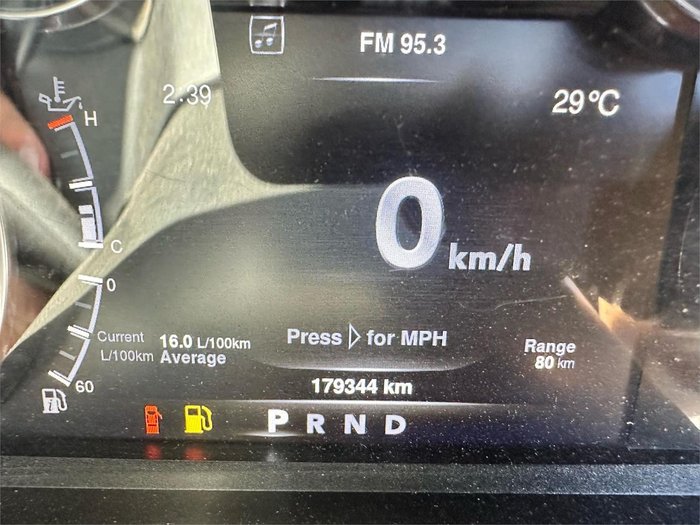 FM 95.3
2:39
29°C
H
0 km/h
C
0
Current 16.0 L/100km
L/100km Average
Press ▷ for MPH
Range
80 km
60
179344 km
P R N D